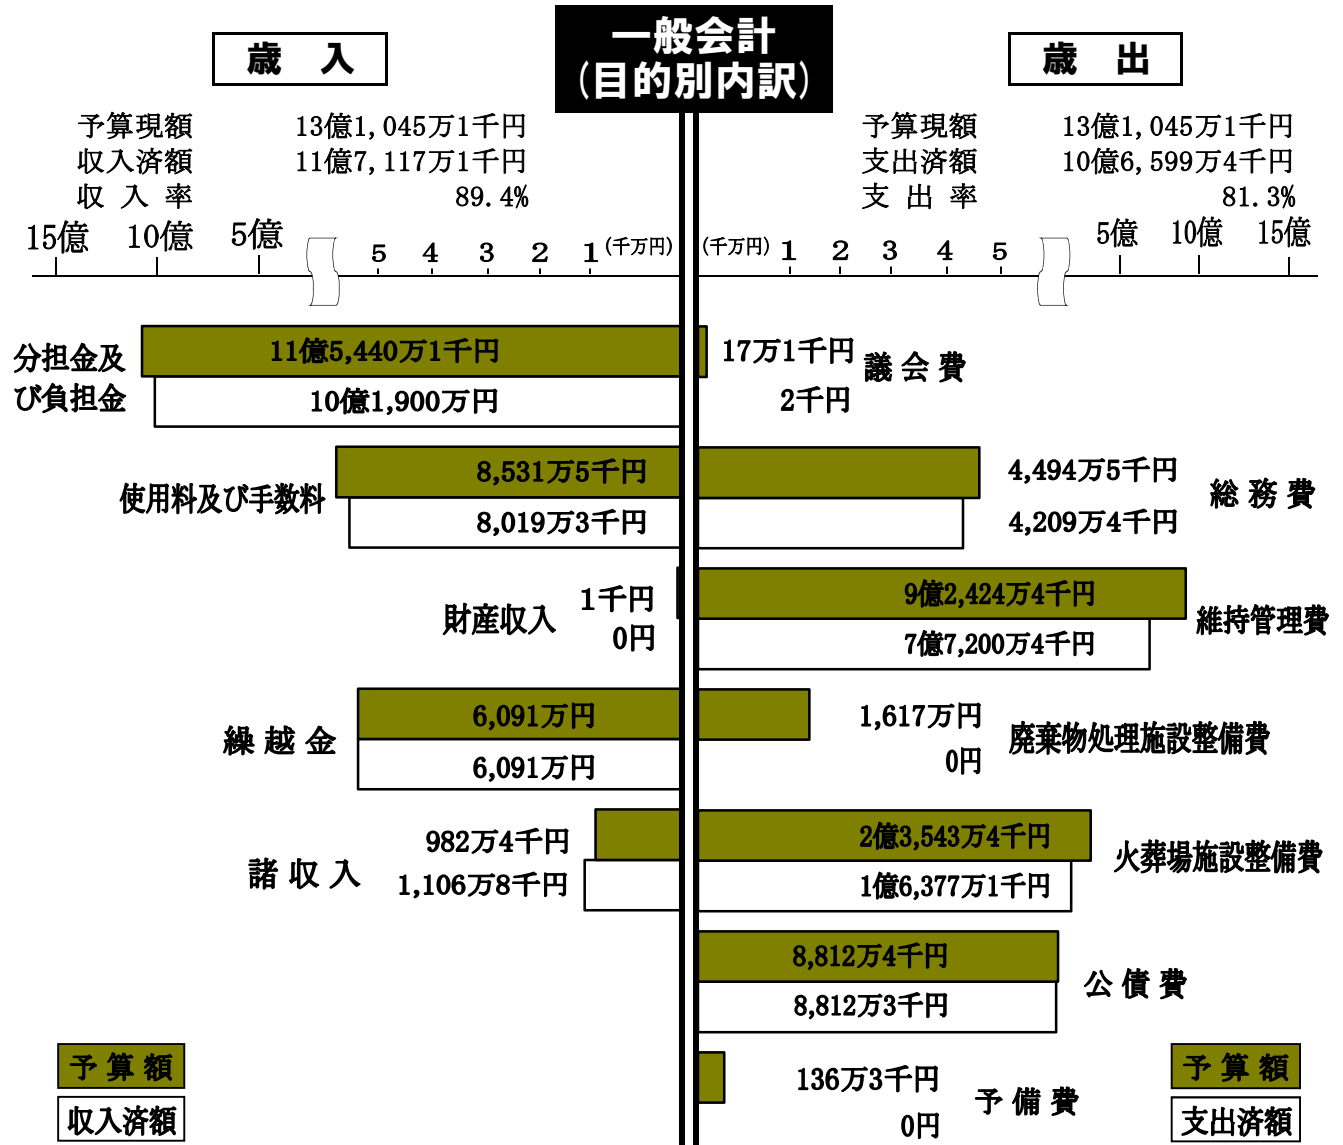 一般会計
(目的別内訳)
歳 入
予算現額 13億1,045万1千円
収入済額 11億7,117万1千円
収入率 89.4%
15億 10億 5億 5 4 3 2 1 (千万円)
分担金及
び負担金
11億5,440万1千円
10億1,900万円
使用料及び手数料
8,531万5千円
8,019万3千円
財産収入
1千円
0円
繰越金
6,091万円
6,091万円
諸収入
982万4千円
1,106万8千円
予算額
収入済額
歳 出
予算現額 13億1,045万1千円
支出済額 10億6,599万4千円
支出率 81.3%
(千万円) 1 2 3 4 5 5億 10億 15億
17万1千円
2千円
議会費
4,494万5千円
4,209万4千円
総務費
9億2,424万4千円
7億7,200万4千円
維持管理費
1,617万円
0円
廃棄物処理施設整備費
2億3,543万4千円
1億6,377万1千円
火葬場施設整備費
8,812万4千円
8,812万3千円
公債費
136万3千円
0円
予備費
予算額
支出済額